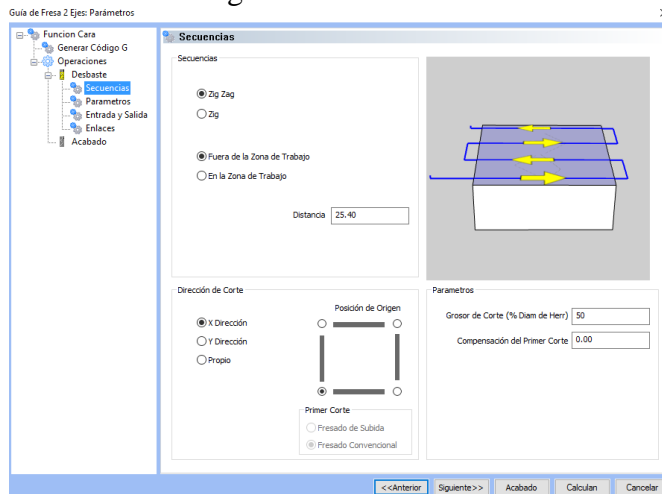 Guía de Fresa 2 Ejes: Parámetros
Funcion Cara
Generar Código G
Operaciones
Desbaste
Secuencias
Parametros
Entrada y Salida
Enlaces
Acabado
Secuencias
Secuencias
Zig Zag
Zig
Fuera de la Zona de Trabajo
En la Zona de Trabajo
Distancia 25.40
Dirección de Corte
X Dirección
Y Dirección
Propio
Posición de Origen
Primer Corte
Fresado de Subida
Fresado Convencional
Parametros
Grosor de Corte (% Diam de Herr) 50
Compensación del Primer Corte 0.00
<<Anterior Siguiente>> Acabado Calculan Cancelar